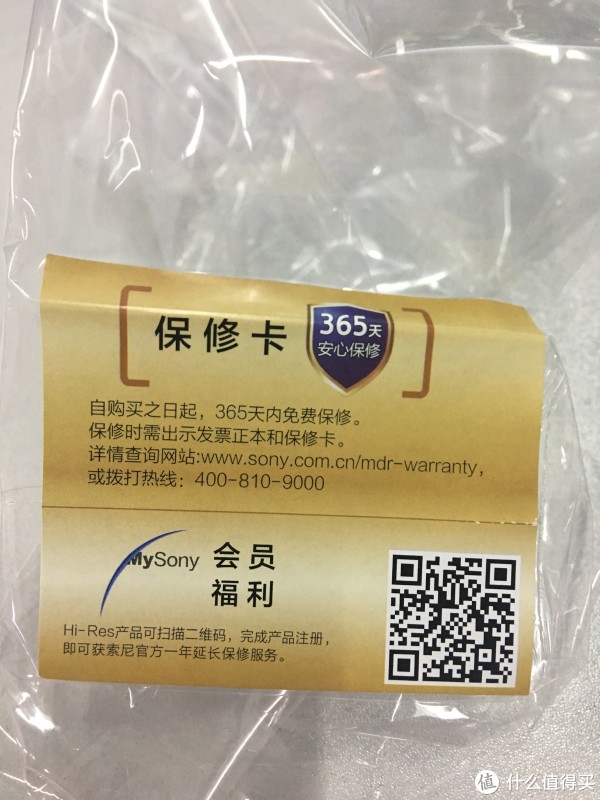 保修卡
365天
安心保修
自购买之日起，365天内免费保修。
保修时需出示发票正本和保修卡。
详情查询网站:www.sony.com.cn/mdr-warranty，
或拨打热线：400-810-9000
MySony 会员
福利
Hi-Res产品可扫描二维码，完成产品注册，
即可获索尼官方一年延长保修服务。
值 什么值得买